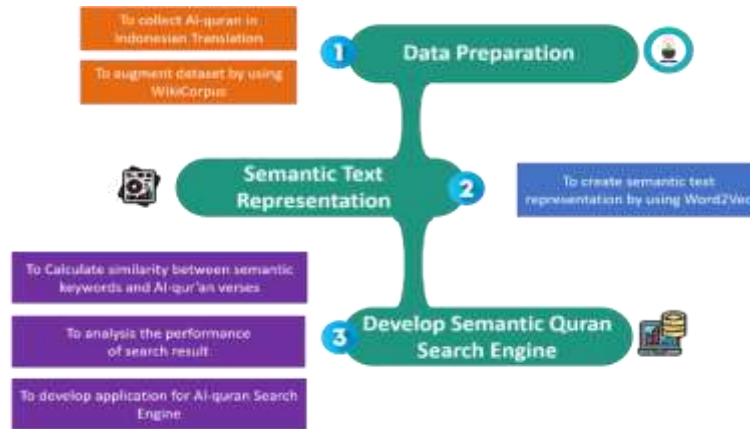 To collect Al-quran in
Indonesian Translation
To augment dataset by using
WikiCorpus
1
Data Preparation
Semantic Text
Representation
2
To create semantic text
representation by using Word2Vec
To Calculate similarity between semantic
keywords and Al-qur'an verses
To analysis the performance
of search result
To develop application for Al-quran Search
Engine
3
Develop Semantic Quran
Search Engine